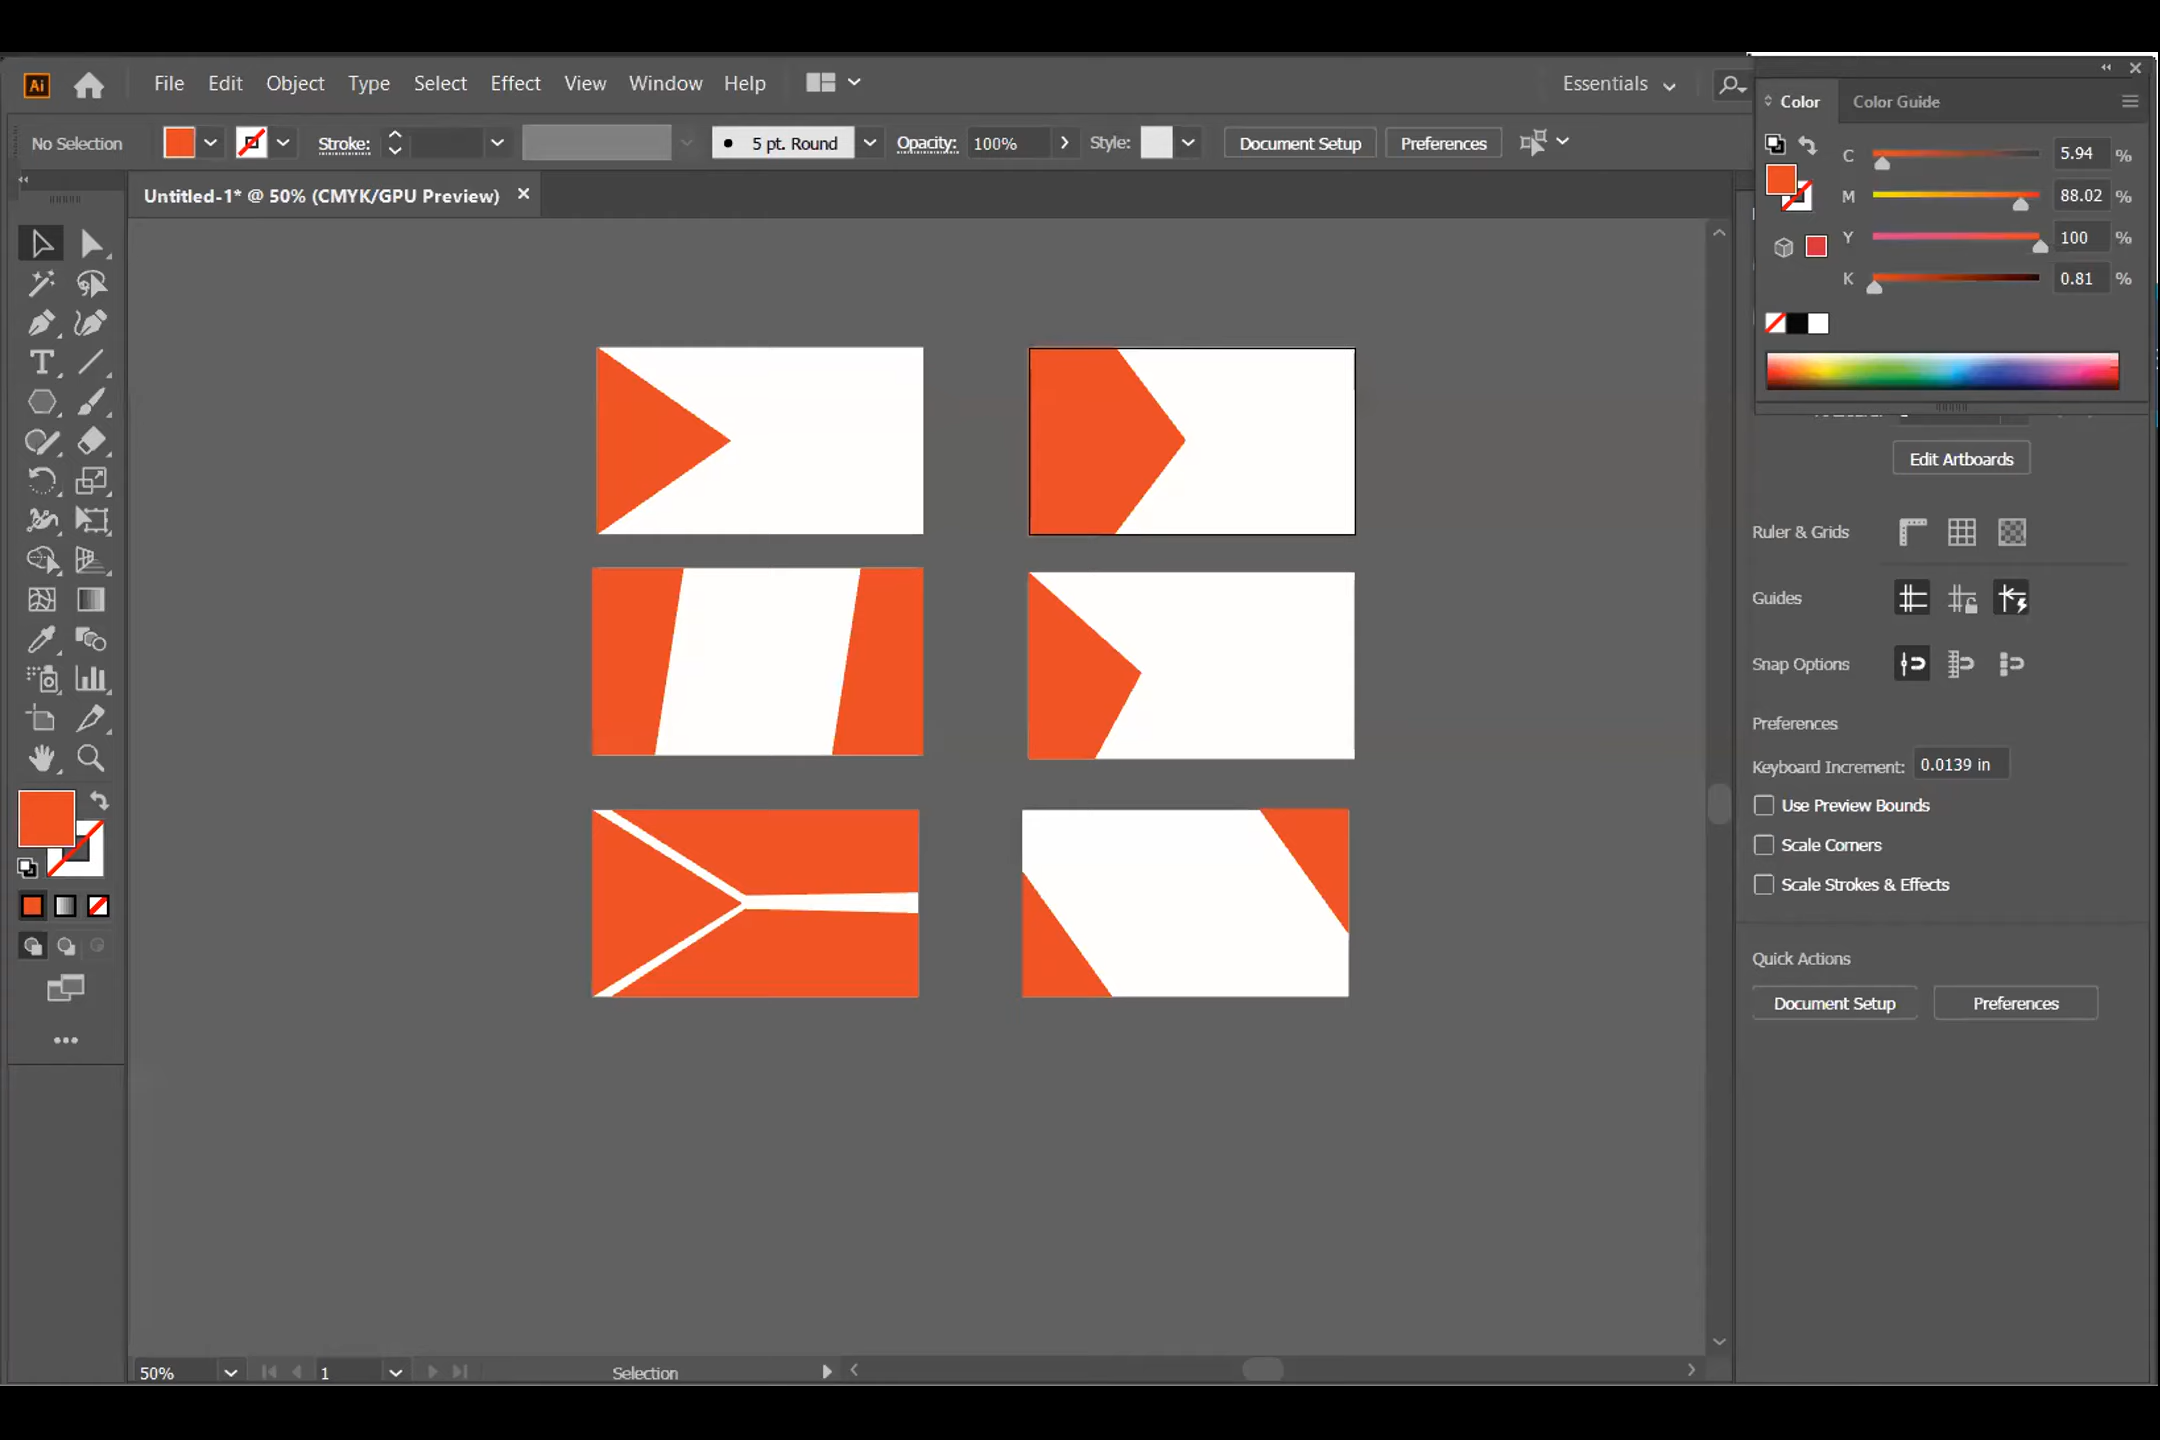 Ai File Edit Object Type Select Effect View Window Help Essentials
No Selection Stroke: 5 pt. Round Opacity: 100% Style: Document Setup Preferences
Untitled-1* @ 50% (CMYK/GPU Preview)
Color Color Guide
C 5.94 %
M 88.02 %
Y 100 %
K 0.81 %
Edit Artboards
Ruler & Grids
Guides
Snap Options
Preferences
Keyboard Increment: 0.0139 in
Use Preview Bounds
Scale Corners
Scale Strokes & Effects
Quick Actions
Document Setup Preferences
50% 1 Selection